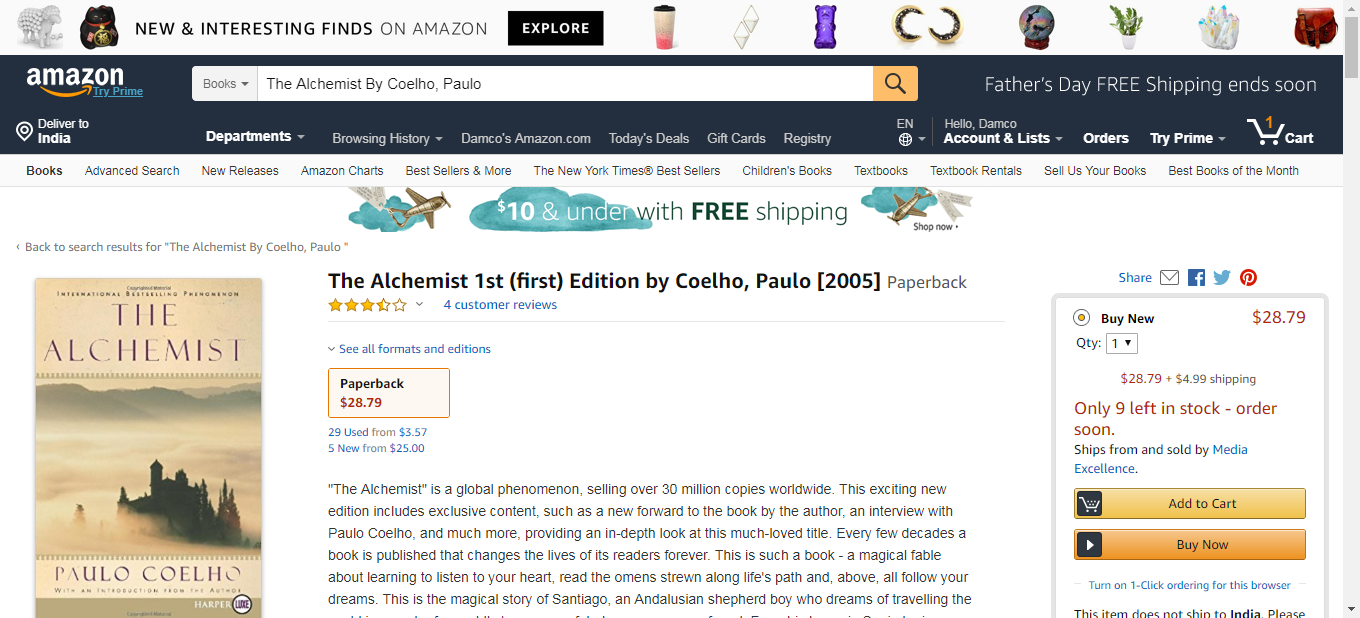 NEW & INTERESTING FINDS ON AMAZON EXPLORE
amazon Try Prime
Books The Alchemist By Coelho, Paulo
Father's Day FREE Shipping ends soon
Deliver to
India
Departments Browsing History Damco's Amazon.com Today's Deals Gift Cards Registry
EN
Hello, Damco
Account & Lists Orders Try Prime 1 Cart
Books Advanced Search New Releases Amazon Charts Best Sellers & More The New York Times® Best Sellers Children's Books Textbooks Textbook Rentals Sell Us Your Books Best Books of the Month
$10 & under with FREE shipping
Shop now ›
‹ Back to search results for "The Alchemist By Coelho, Paulo "
INTERNATIONAL BESTSELLING PHENOMENON
THE
ALCHEMIST
PAULO COELHO
WITH AN INTRODUCTION FROM THE AUTHOR
HARPER LUXE
The Alchemist 1st (first) Edition by Coelho, Paulo [2005] Paperback
4 customer reviews
See all formats and editions
Paperback
$28.79
29 Used from $3.57
5 New from $25.00
"The Alchemist" is a global phenomenon, selling over 30 million copies worldwide. This exciting new
edition includes exclusive content, such as a new forward to the book by the author, an interview with
Paulo Coelho, and much more, providing an in-depth look at this much-loved title. Every few decades a
book is published that changes the lives of its readers forever. This is such a book - a magical fable
about learning to listen to your heart, read the omens strewn along life's path and, above, all follow your
dreams. This is the magical story of Santiago, an Andalusian shepherd boy who dreams of travelling the
Share
Buy New $28.79
Qty: 1
$28.79 + $4.99 shipping
Only 9 left in stock - order
soon.
Ships from and sold by Media
Excellence.
Add to Cart
Buy Now
Turn on 1-Click ordering for this browser
This item does not ship to India. Please